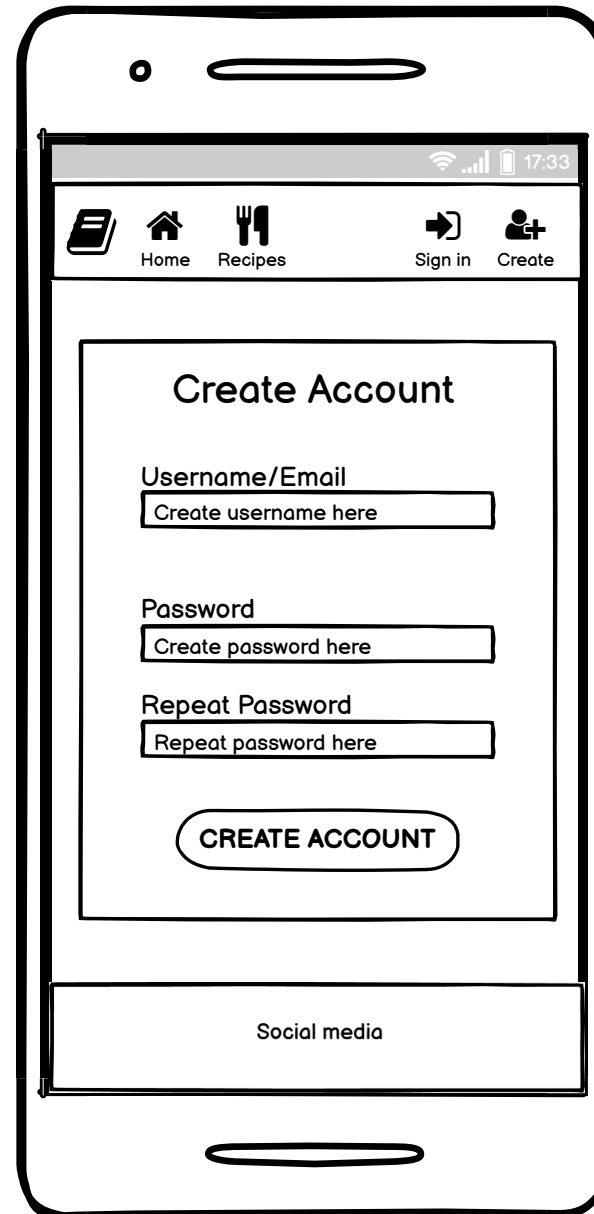 17:33
Home Recipes Sign in Create
Create Account
Username/Email
Create username here
Password
Create password here
Repeat Password
Repeat password here
CREATE ACCOUNT
Social media